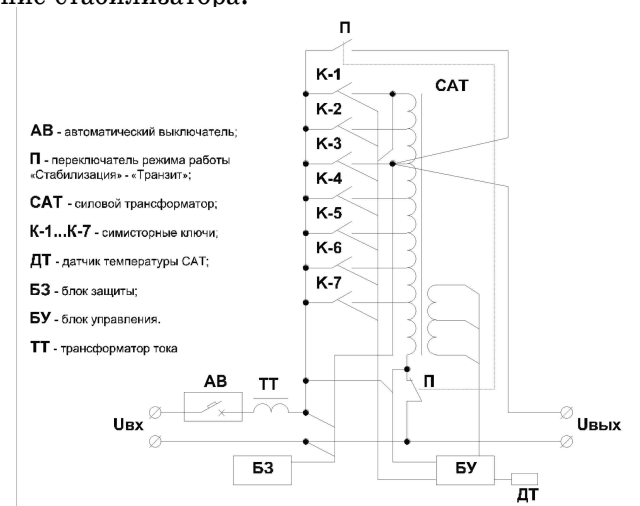 П
К-1
САТ
К-2
К-3
К-4
К-5
К-6
К-7
АВ - автоматический выключатель;
П - переключатель режима работы
«Стабилизация» - «Транзит»;
САТ - силовой трансформатор;
К-1...К-7 - симисторные ключи;
ДТ - датчик температуры САТ;
БЗ - блок защиты;
БУ - блок управления.
ТТ - трансформатор тока
АВ
ТТ
П
Uвх
Uвых
БЗ
БУ
ДТ